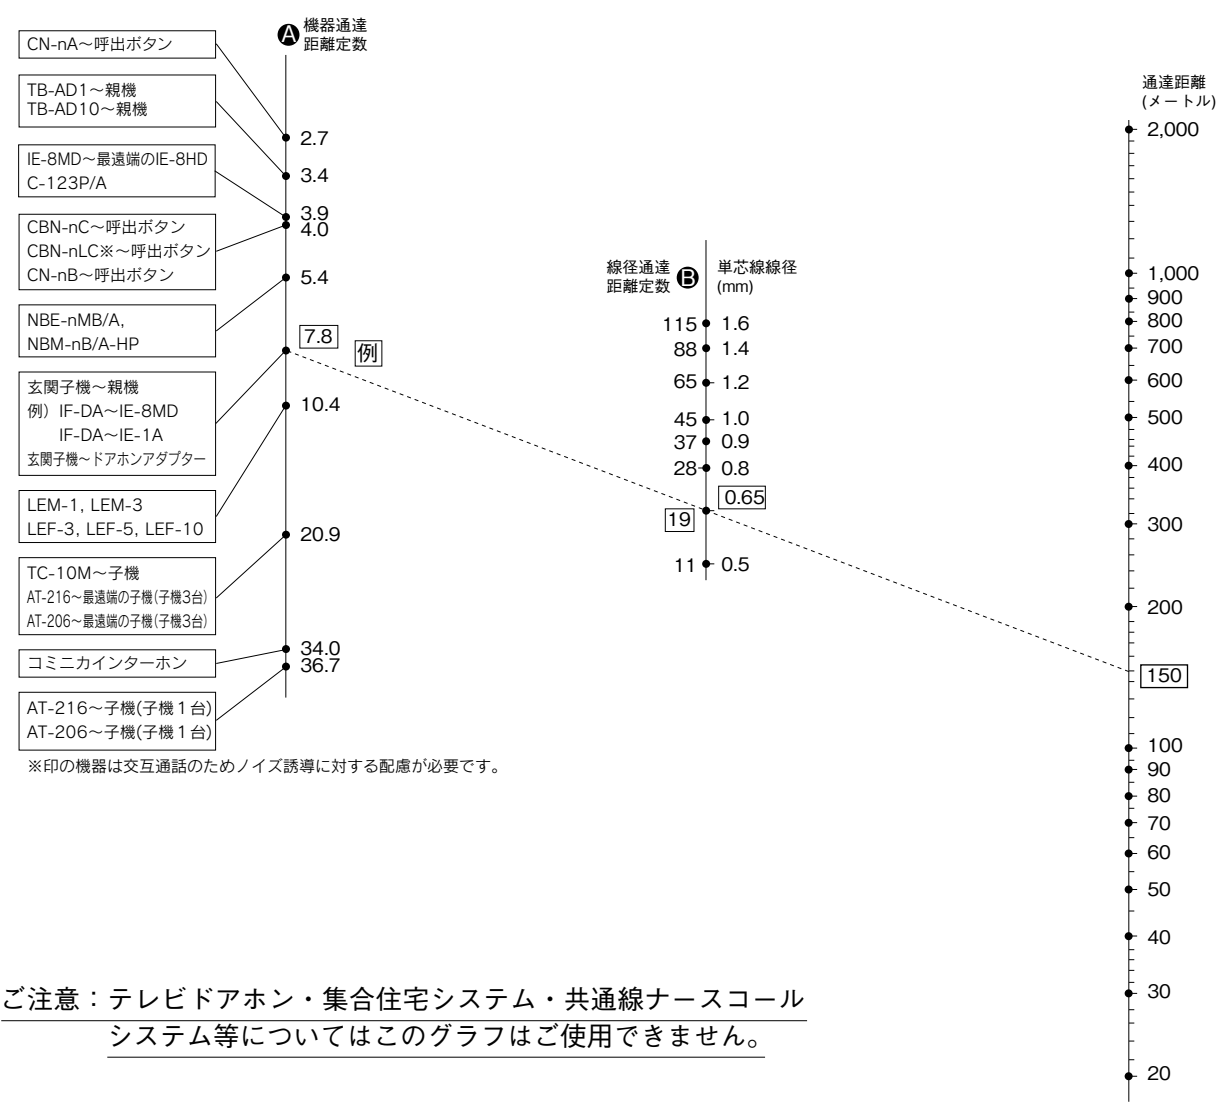 CN-nA～呼出ボタン
TB-AD1～親機
TB-AD10～親機
IE-8MD～最遠端のIE-8HD
C-123P/A
CBN-nC～呼出ボタン
CBN-nLC※～呼出ボタン
CN-nB～呼出ボタン
NBE-nMB/A,
NBM-nB/A-HP
玄関子機～親機
例）IF-DA～IE-8MD
IF-DA～IE-1A
玄関子機～ドアホンアダプター
LEM-1, LEM-3
LEF-3, LEF-5, LEF-10
TC-10M～子機
AT-216～最遠端の子機(子機3台)
AT-206～最遠端の子機(子機3台)
コミニカインターホン
AT-216～子機(子機１台)
AT-206～子機(子機１台)
※印の機器は交互通話のためノイズ誘導に対する配慮が必要です。
A 機器通達
距離定数
2.7
3.4
3.9
4.0
5.4
7.8
例
10.4
20.9
34.0
36.7
線径通達
距離定数 B
単芯線線径
(mm)
115 1.6
88 1.4
65 1.2
45 1.0
37 0.9
28 0.8
19 0.65
11 0.5
通達距離
(メートル)
2,000
1,000
900
800
700
600
500
400
300
200
150
100
90
80
70
60
50
40
30
20
ご注意：テレビドアホン・集合住宅システム・共通線ナースコール
システム等についてはこのグラフはご使用できません。